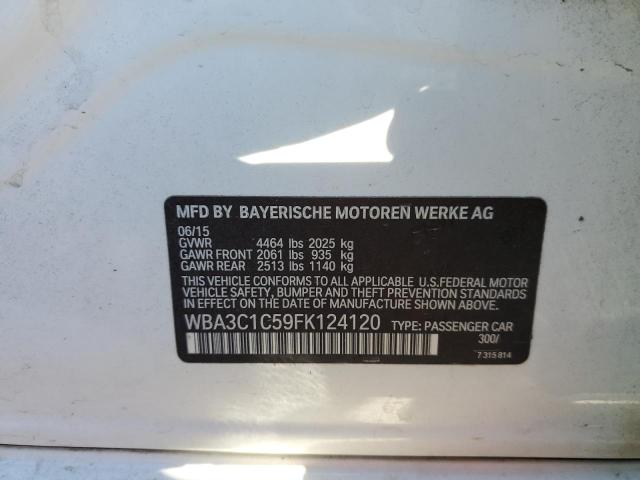 MFD BY BAYERISCHE MOTOREN WERKE AG
06/15
GVWR 4464 lbs 2025 kg
GAWR FRONT 2061 lbs 935 kg
GAWR REAR 2513 lbs 1140 kg
THIS VEHICLE CONFORMS TO ALL APPLICABLE U.S.FEDERAL MOTOR
VEHICLE SAFETY, BUMPER AND THEFT PREVENTION STANDARDS
IN EFFECT ON THE DATE OF MANUFACTURE SHOWN ABOVE.
WBA3C1C59FK124120 TYPE: PASSENGER CAR
300/
7 315 814